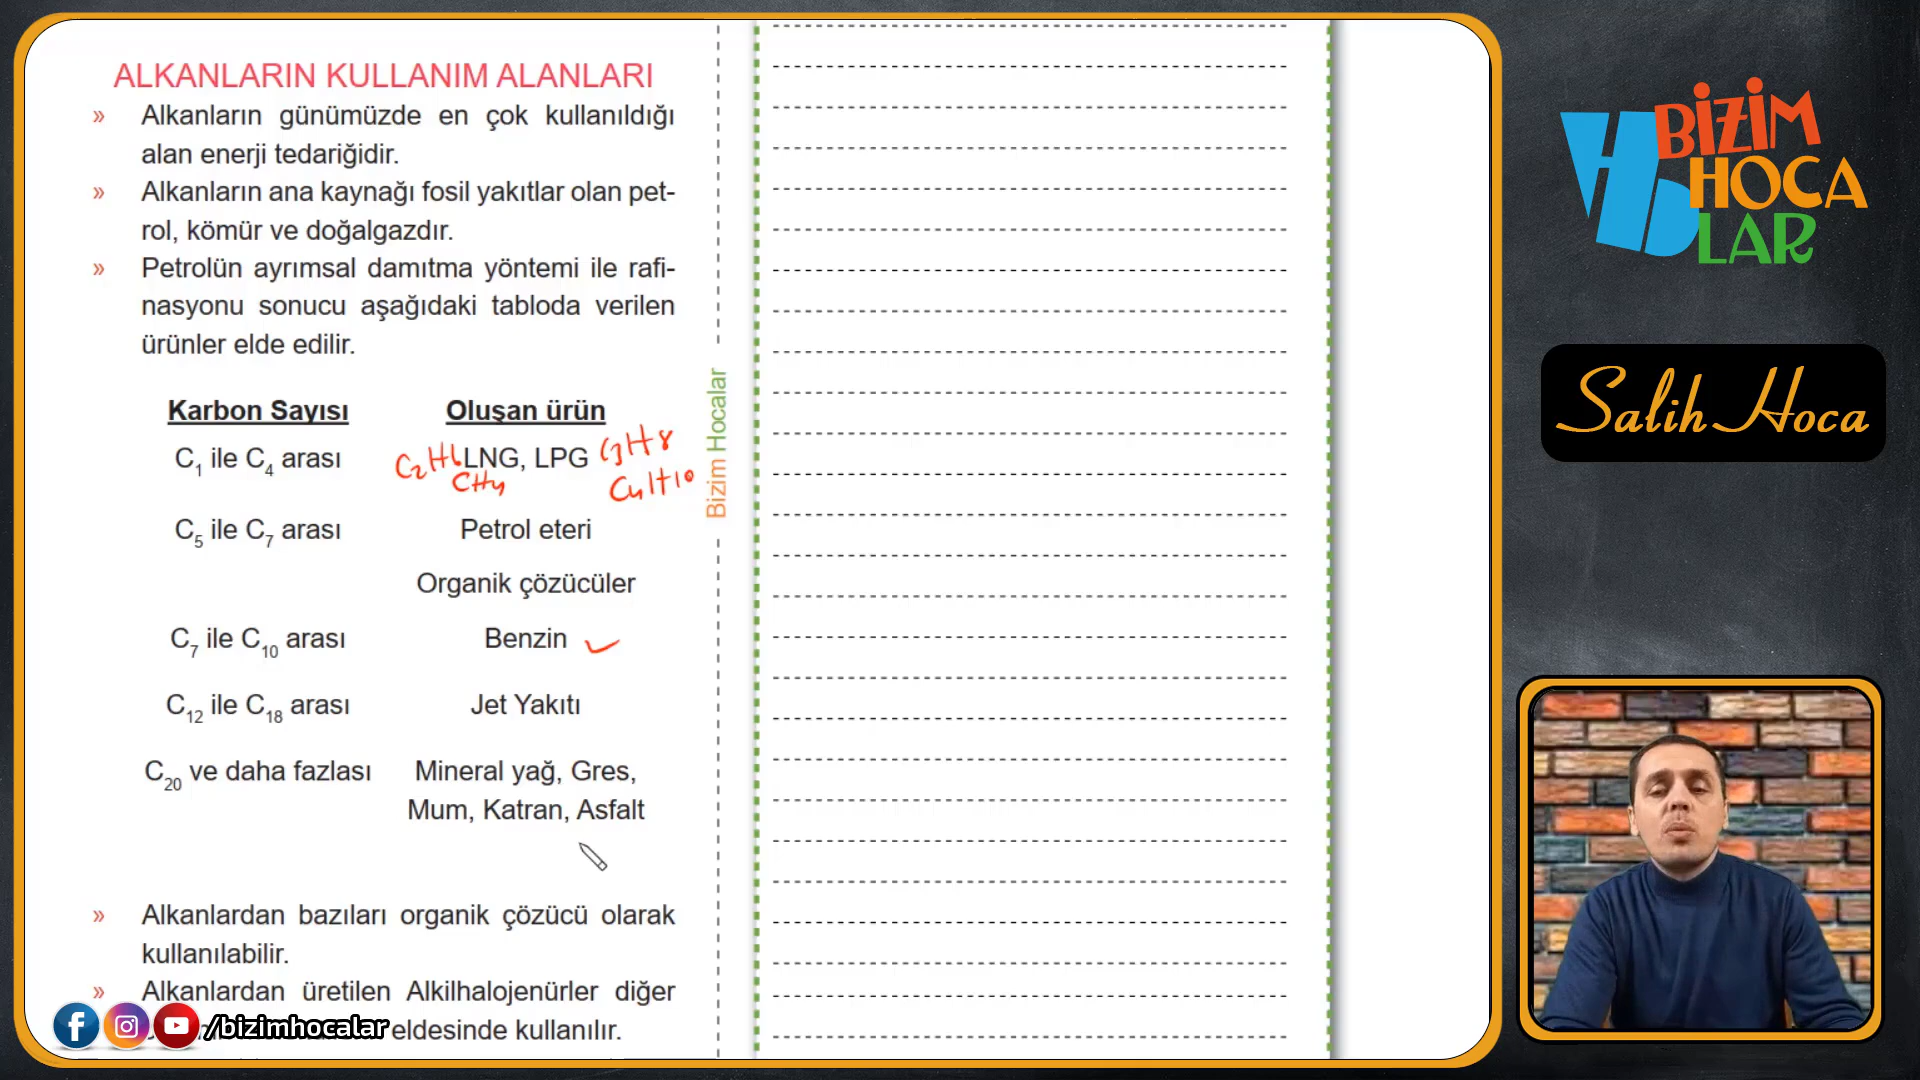 ALKANLARIN KULLANIM ALANLARI
» Alkanların günümüzde en çok kullanıldığı
alan enerji tedariğidir.
» Alkanların ana kaynağı fosil yakıtlar olan pet-
rol, kömür ve doğalgazdır.
» Petrolün ayrımsal damıtma yöntemi ile rafi-
nasyonu sonucu aşağıdaki tabloda verilen
ürünler elde edilir.
Karbon Sayısı Oluşan ürün
C1 ile C4 arası C2H6 LNG, LPG C3H8
CH4 C4H10
C5 ile C7 arası Petrol eteri
Organik çözücüler
C7 ile C10 arası Benzin
C12 ile C18 arası Jet Yakıtı
C20 ve daha fazlası Mineral yağ, Gres,
Mum, Katran, Asfalt
» Alkanlardan bazıları organik çözücü olarak
kullanılabilir.
» Alkanlardan üretilen Alkilhalojenürler diğer
eldesinde kullanılır.
/bizimhocalar
Bizim Hocalar
BİZİM
HOCA
LAR
Salih Hoca